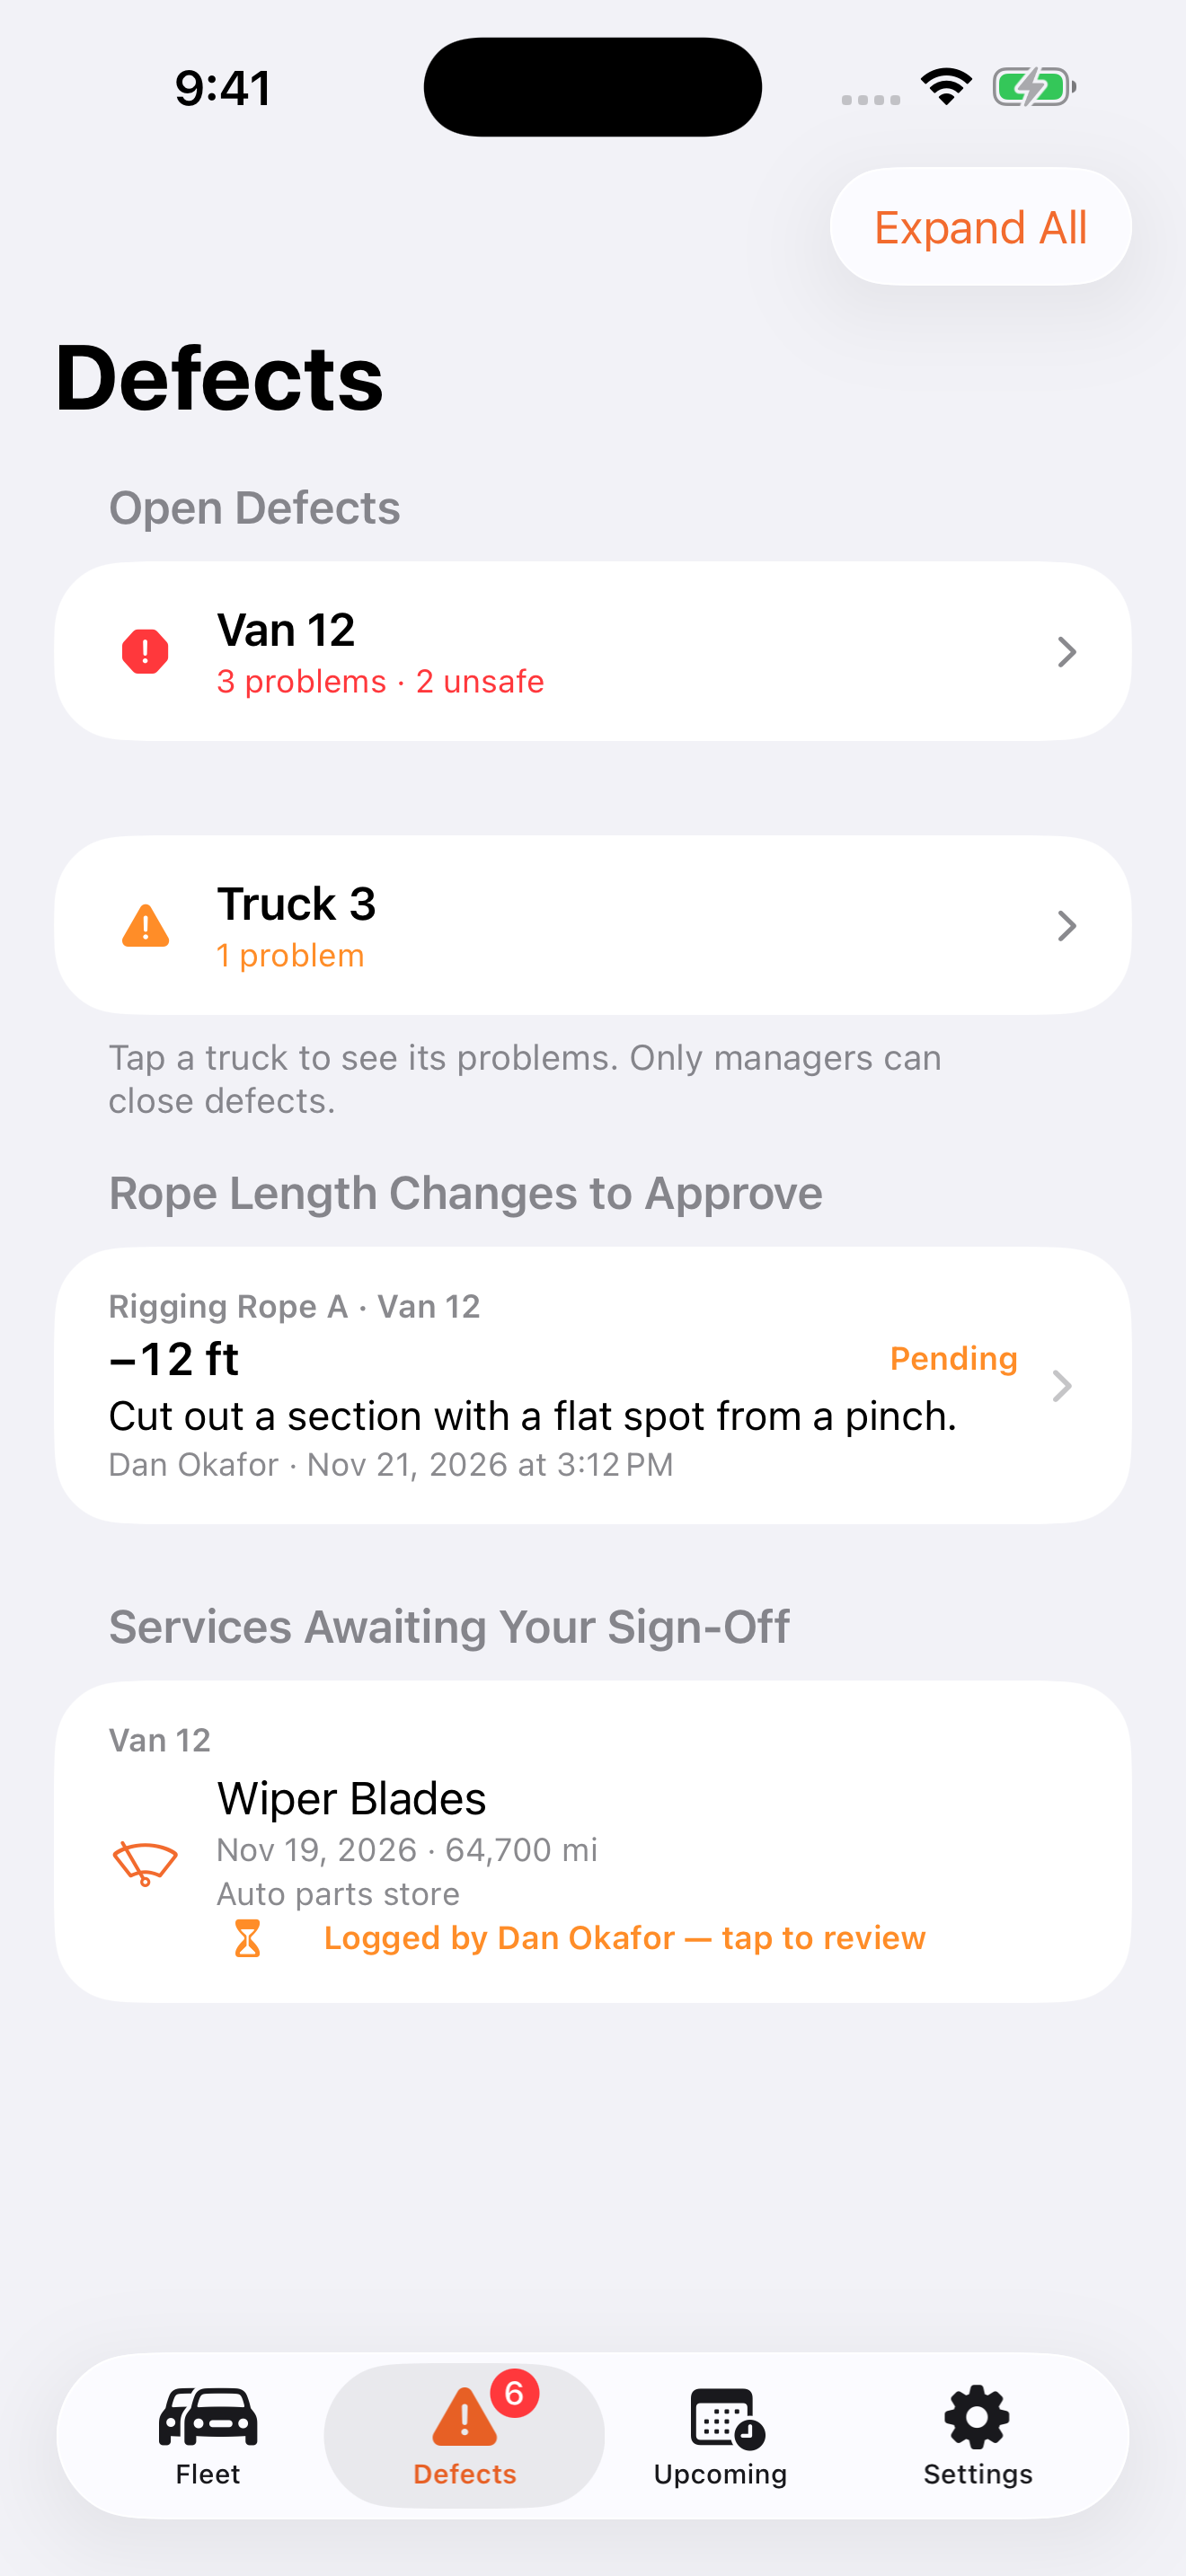 9:41
Expand All
Defects
Open Defects
Van 12
3 problems · 2 unsafe
Truck 3
1 problem
Tap a truck to see its problems. Only managers can
close defects.
Rope Length Changes to Approve
Rigging Rope A · Van 12
−12 ft
Pending
Cut out a section with a flat spot from a pinch.
Dan Okafor · Nov 21, 2026 at 3:12 PM
Services Awaiting Your Sign-Off
Van 12
Wiper Blades
Nov 19, 2026 · 64,700 mi
Auto parts store
Logged by Dan Okafor — tap to review
6
Fleet
Defects
Upcoming
Settings